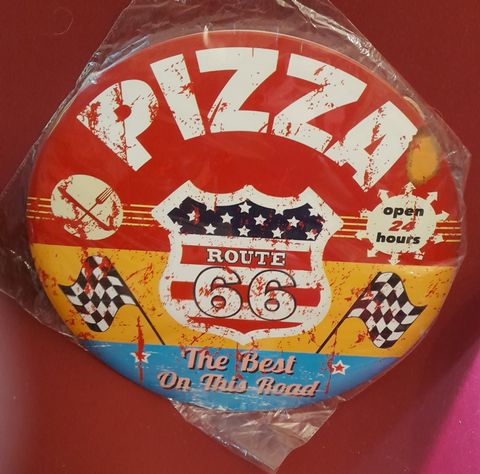 PIZZA
open
24
hours
ROUTE
66
The Best
On This Road